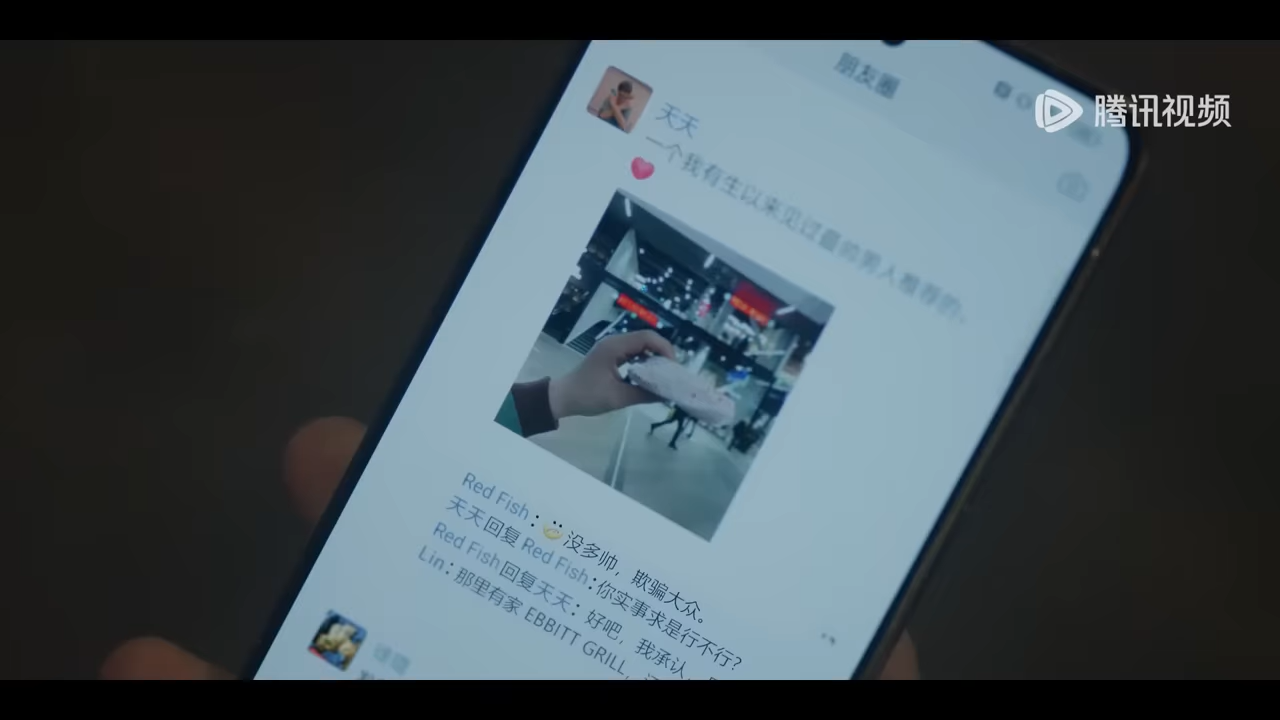 朋友圈
腾讯视频
天天
一个我有生以来见过最帅男人推荐的。
Red Fish：没多帅，欺骗大众。
天天回复Red Fish：你实事求是行不行？
Red Fish回复天天：好吧，我承认，
Lin：那里有家 EBBITT GRILL，